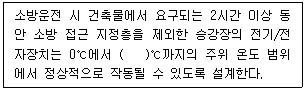 소방운전 시 건축물에서 요구되는 2시간 이상 동
안 소방 접근 지정층을 제외한 승강장의 전기/전
자장치는 0℃에서 (   )℃까지의 주위 온도 범위
에서 정상적으로 작동될 수 있도록 설계한다.